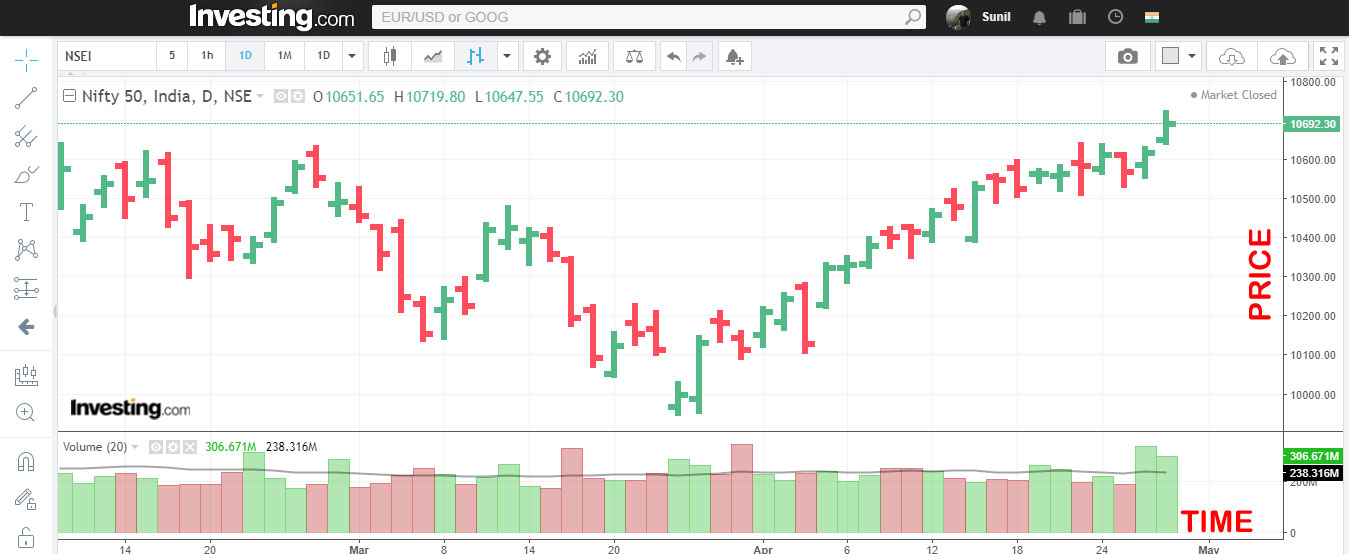 Investing.com
EUR/USD or GOOG
Sunil
NSEI 5 1h 1D 1M 1D
Nifty 50, India, D, NSE O10651.65 H10719.80 L10647.55 C10692.30
Market Closed
10800.00
10692.30
10600.00
10500.00
10400.00
10300.00
10200.00
10100.00
10000.00
PRICE
Investing.com
Volume (20) 306.671M 238.316M
306.671M
238.316M
200M
0
TIME
14 20 Mar 8 14 20 Apr 6 12 18 24 May